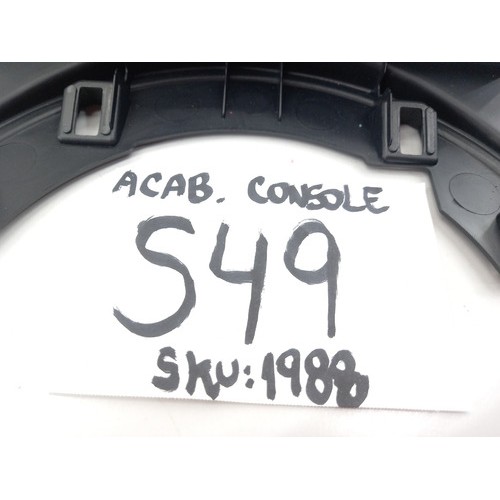 ACAB. CONSOLE
S49
SKU:1988